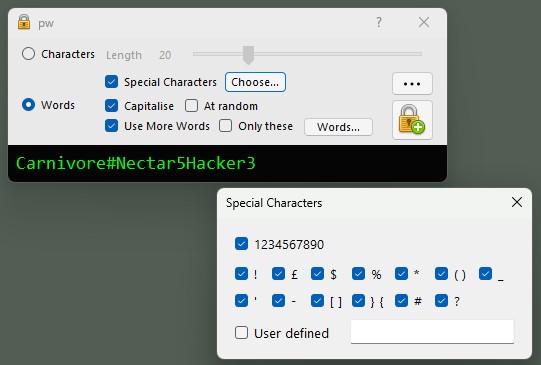 pw ?
Characters Length 20
Special Characters Choose... ...
Words Capitalise At random
Use More Words Only these Words...
Carnivore#Nectar5Hacker3
Special Characters
1234567890
! £ $ % * ( ) _
' - [ ] } { # ?
User defined